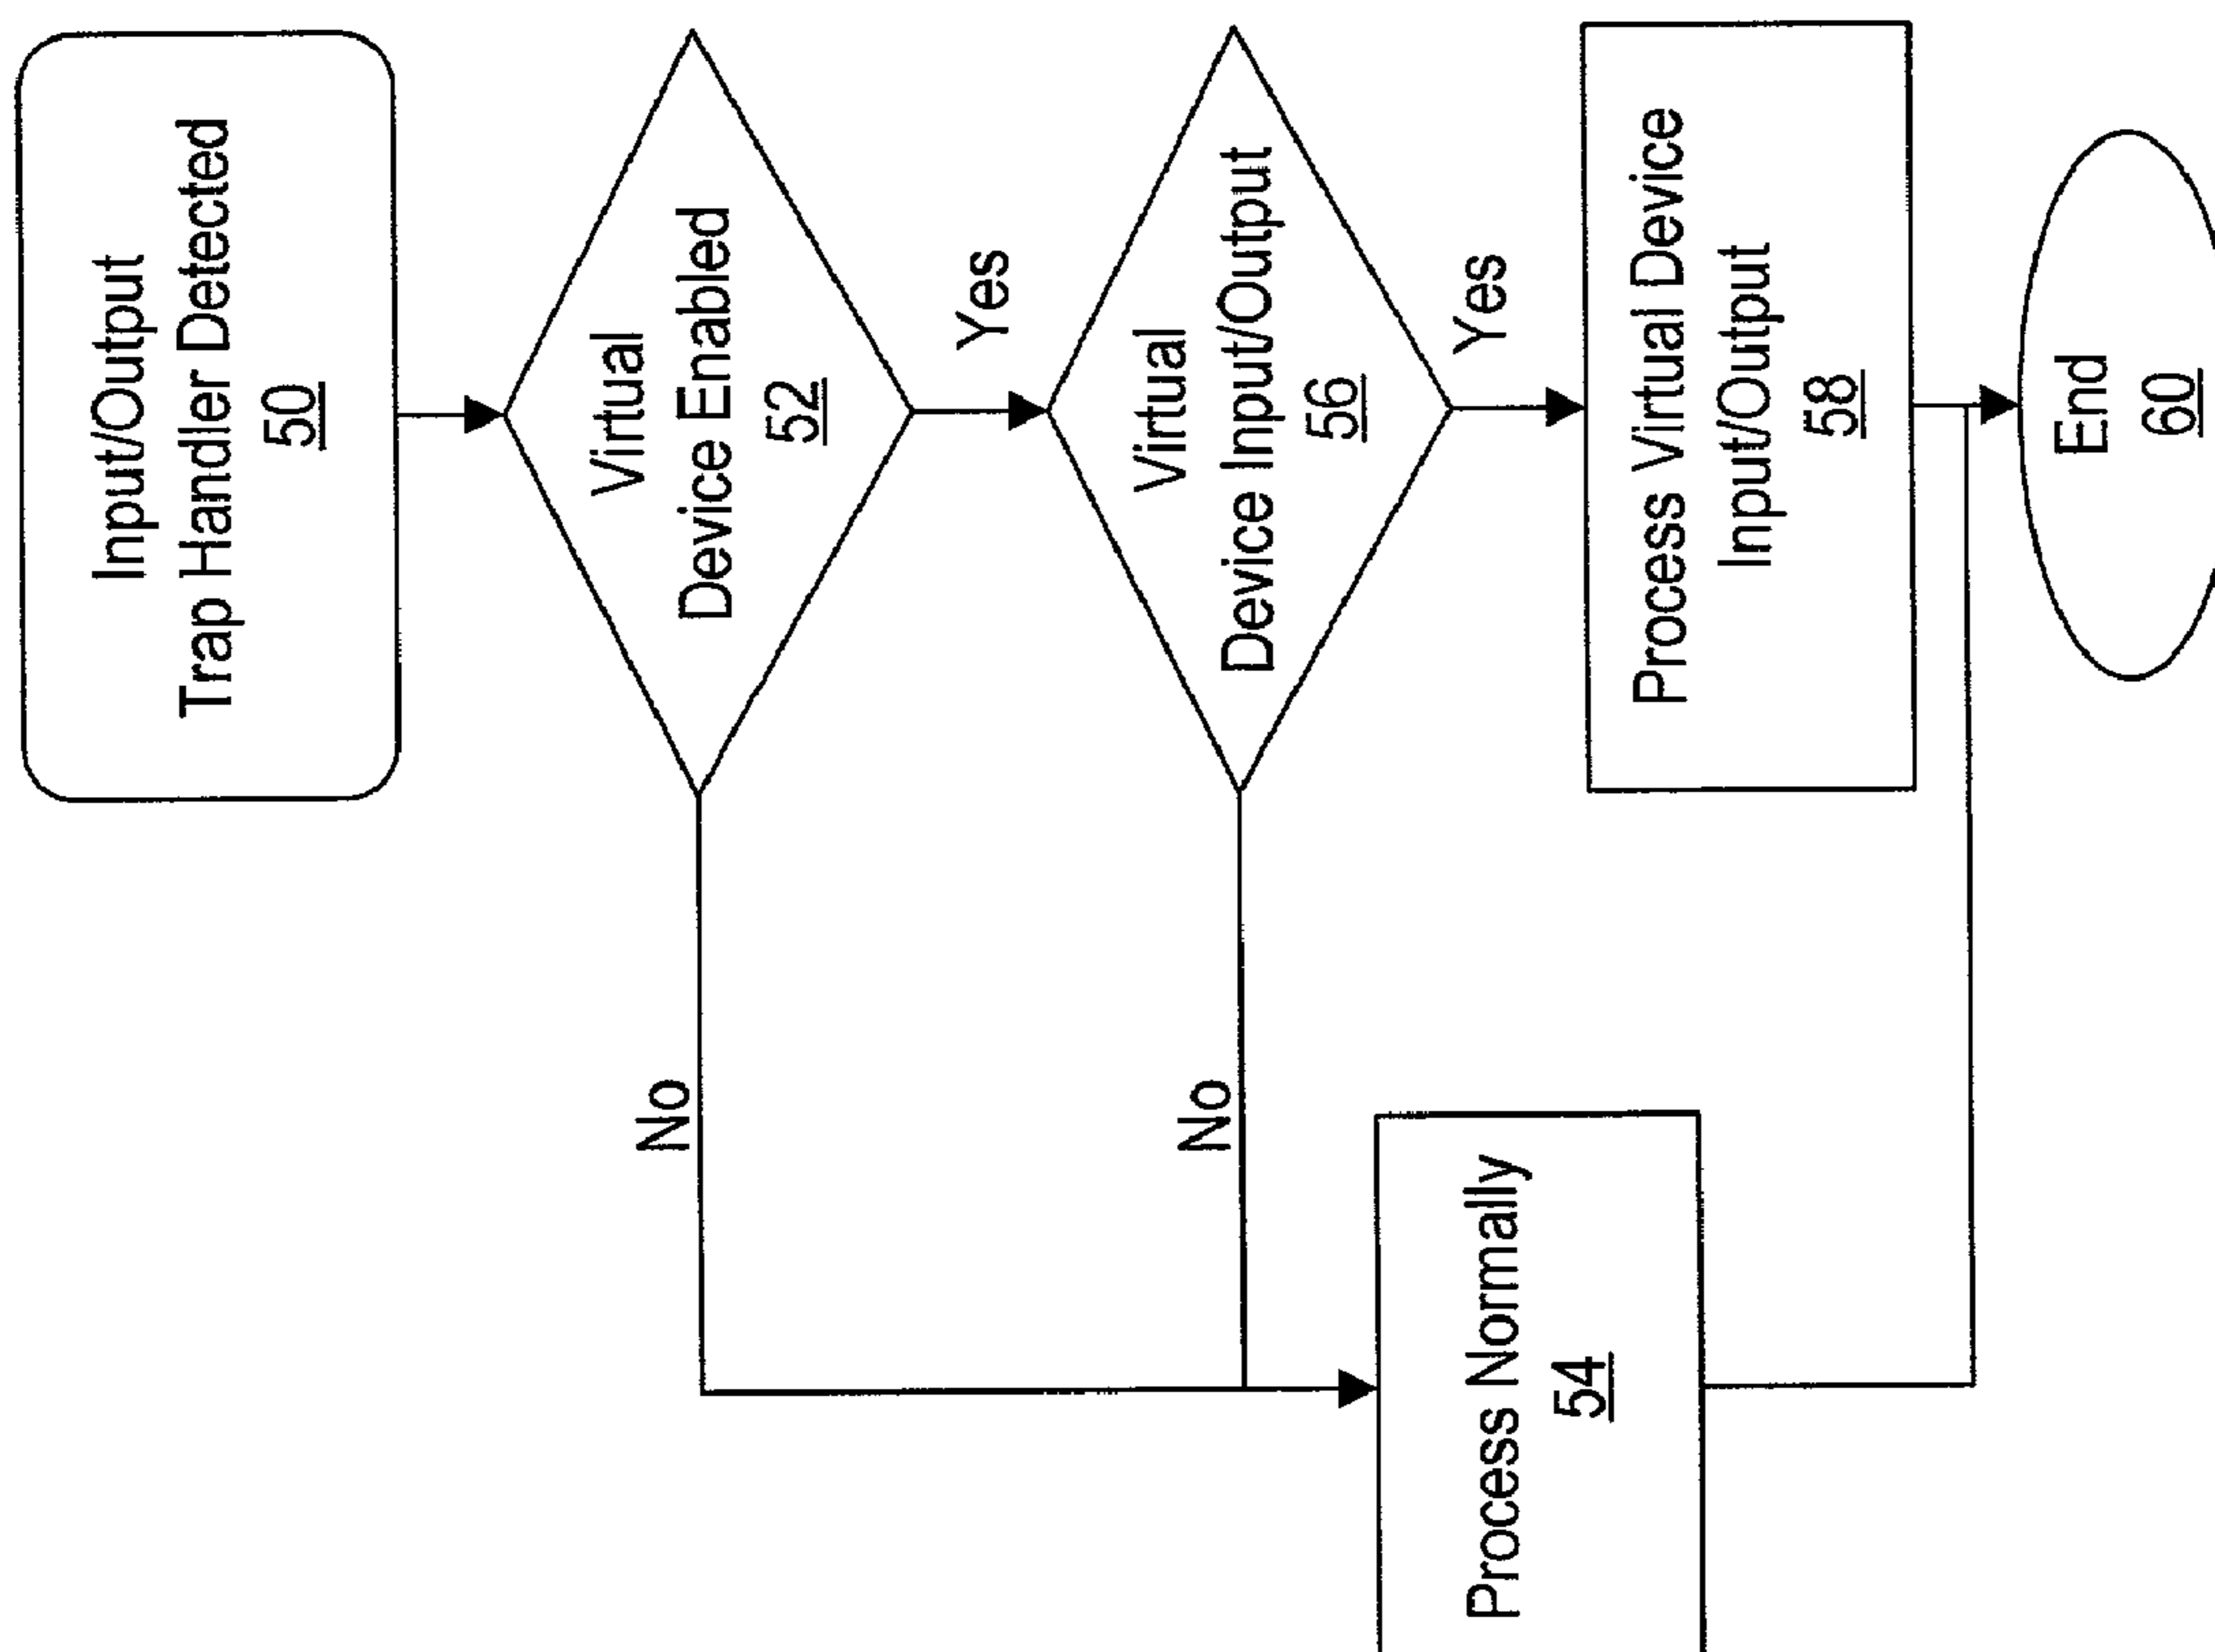 Input/Output
Trap Handler Detected
50
Virtual
Device Enabled
52
Yes
No
Virtual
Device Input/Output
56
Yes
No
Process Normally
54
Process Virtual Device
Input/Output
58
End
60